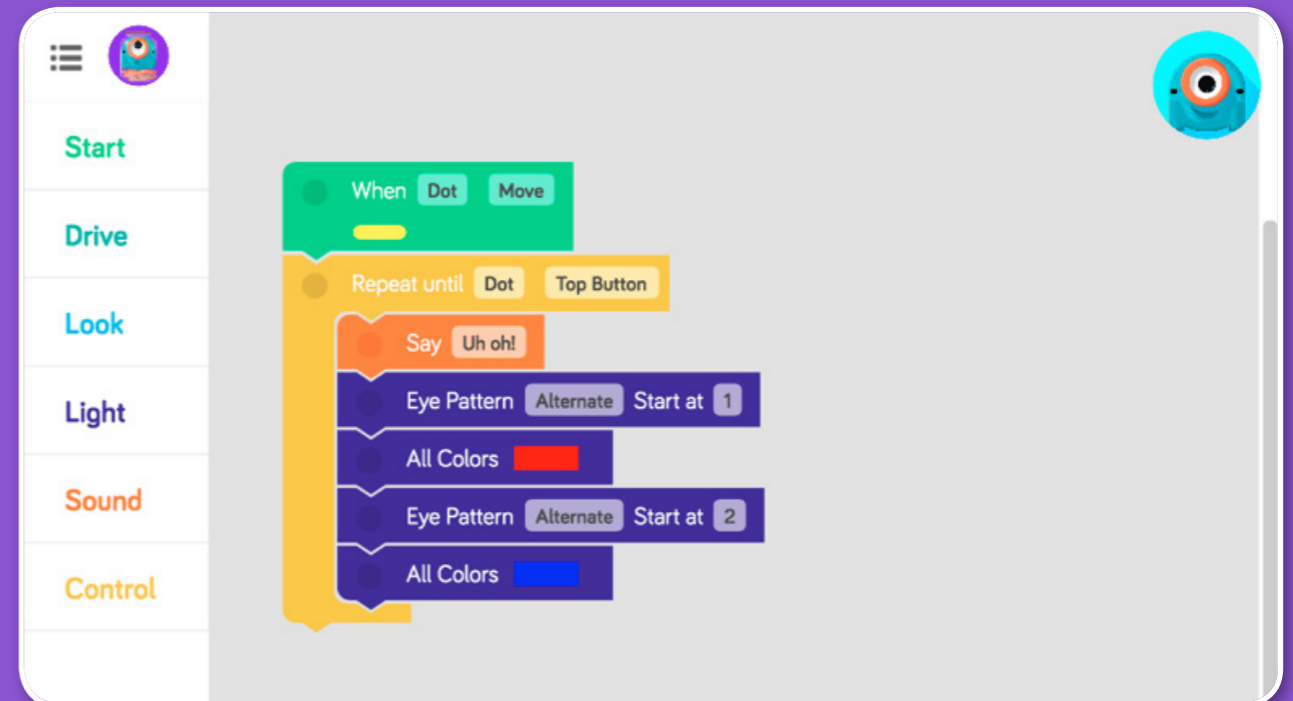 Start
Drive
Look
Light
Sound
Control
When Dot Move
Repeat until Dot Top Button
Say Uh oh!
Eye Pattern Alternate Start at 1
All Colors
Eye Pattern Alternate Start at 2
All Colors